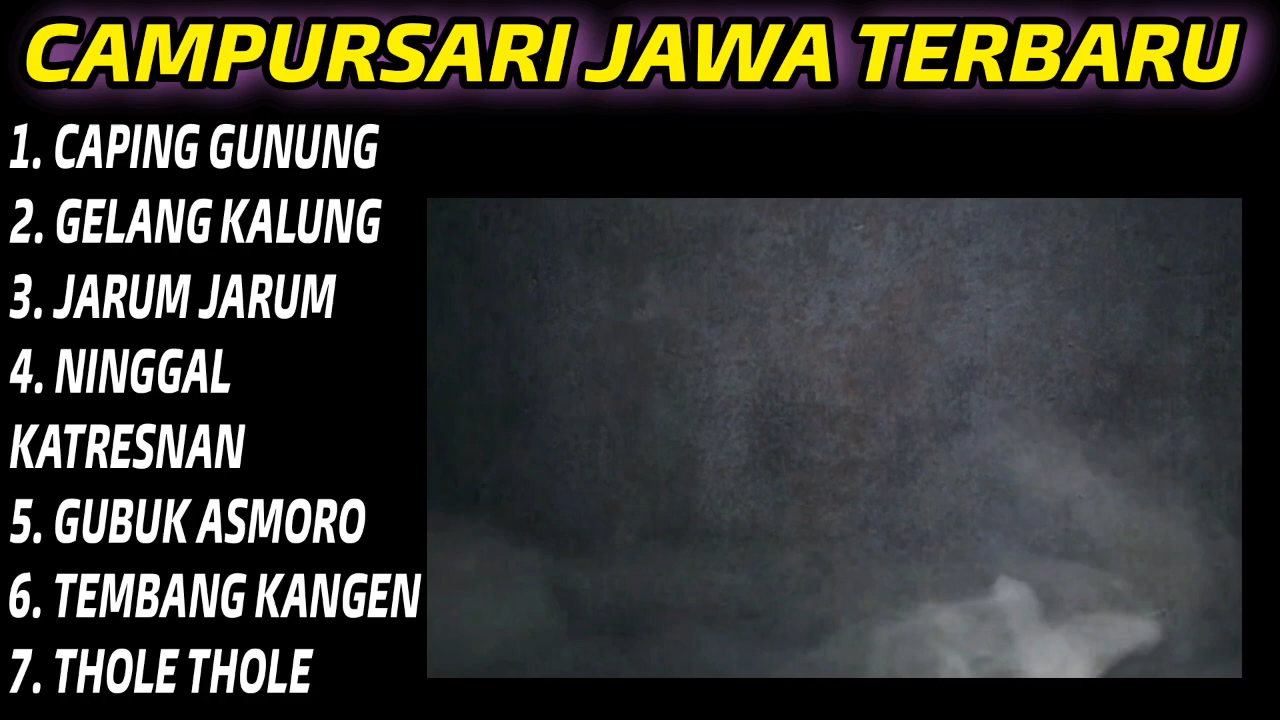 CAMPURSARI JAWA TERBARU
1. CAPING GUNUNG
2. GELANG KALUNG
3. JARUM JARUM
4. NINGGAL
KATRESNAN
5. GUBUK ASMORO
6. TEMBANG KANGEN
7. THOLE THOLE